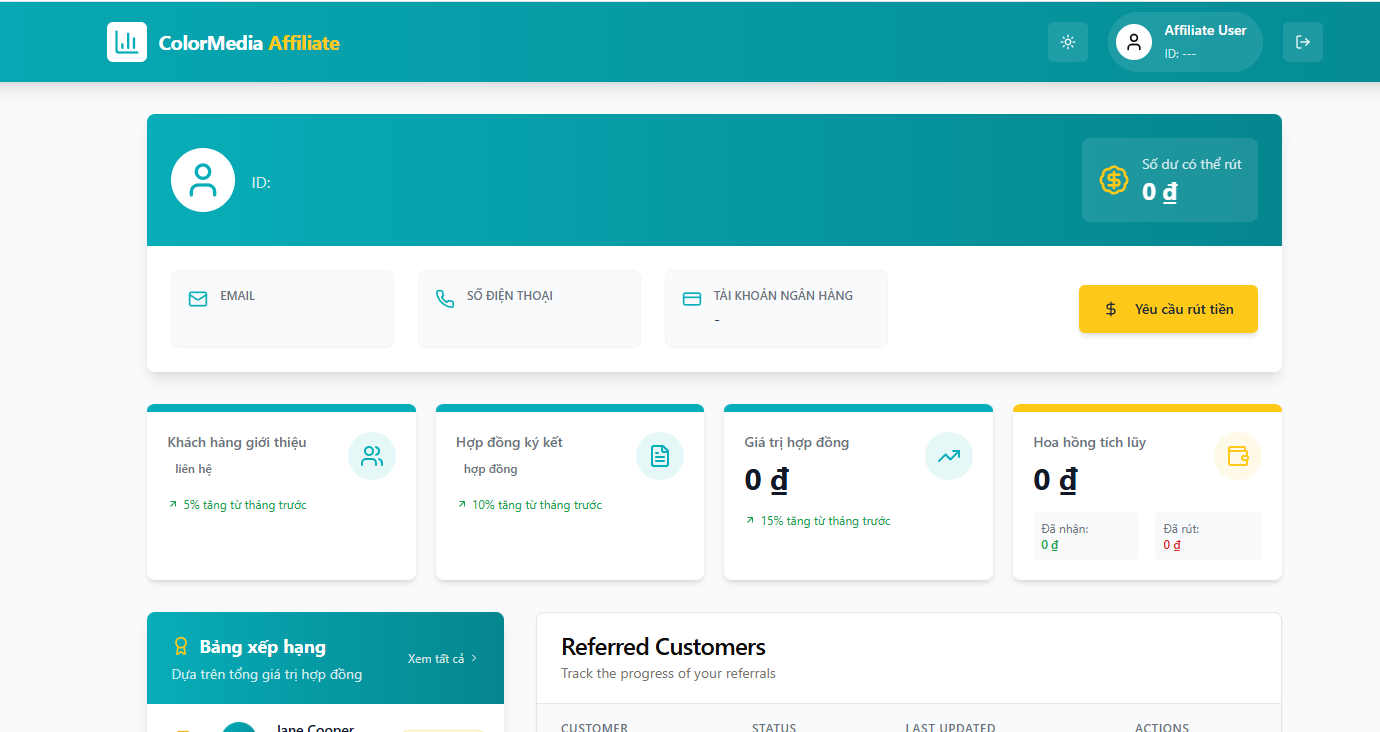 ColorMedia Affiliate
Affiliate User
ID: ---
ID:
Số dư có thể rút
0 ₫
EMAIL
SỐ ĐIỆN THOẠI
TÀI KHOẢN NGÂN HÀNG
-
Yêu cầu rút tiền
Khách hàng giới thiệu
liên hệ
5% tăng từ tháng trước
Hợp đồng ký kết
hợp đồng
10% tăng từ tháng trước
Giá trị hợp đồng
0 ₫
15% tăng từ tháng trước
Hoa hồng tích lũy
0 ₫
Đã nhận:
0 ₫
Đã rút:
0 ₫
Bảng xếp hạng
Dựa trên tổng giá trị hợp đồng
Xem tất cả
Jane Cooper
Referred Customers
Track the progress of your referrals
CUSTOMER STATUS LAST UPDATED ACTIONS